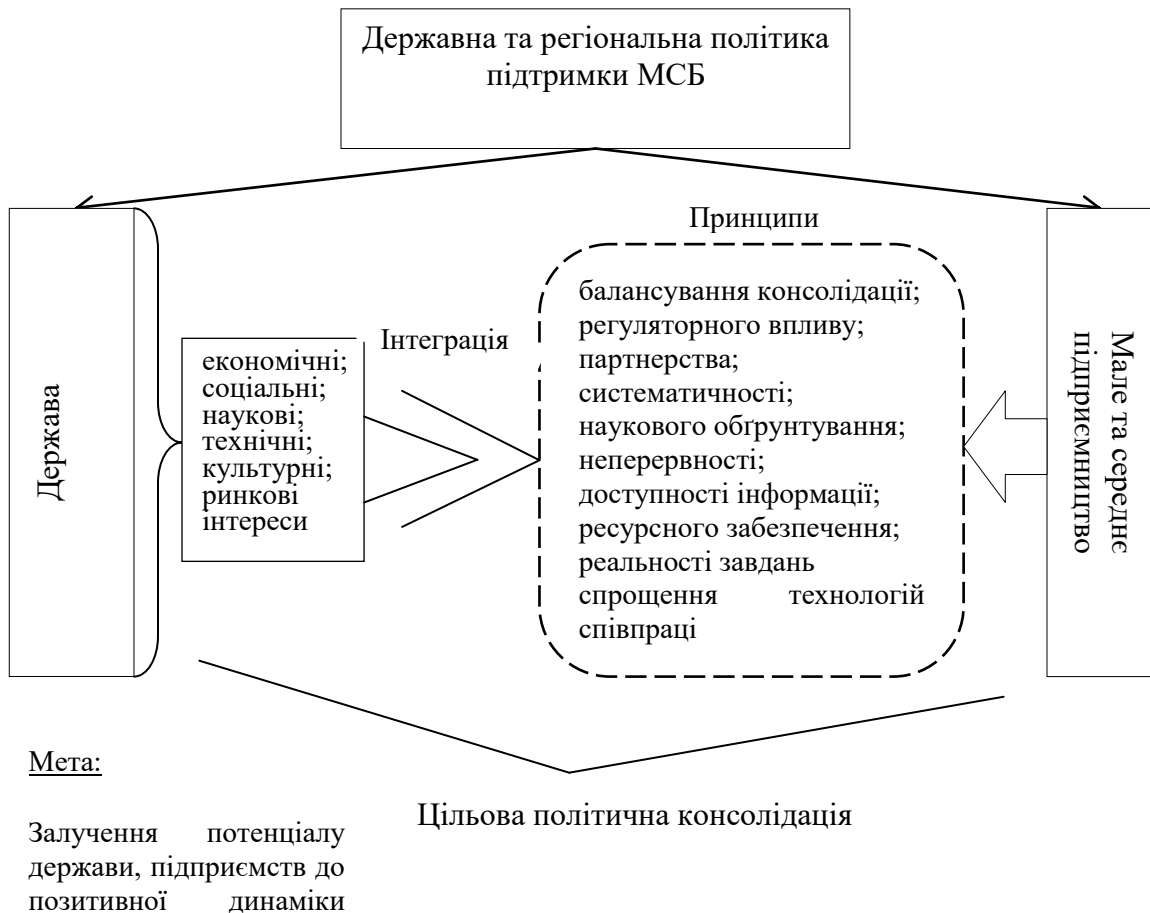 Державна та регіональна політика
підтримки МСБ
Принципи
Держава
економічні;
соціальні;
наукові;
технічні;
культурні;
ринкові
інтереси
Інтеграція
балансування консолідації;
регуляторного впливу;
партнерства;
систематичності;
наукового обґрунтування;
неперервності;
доступності інформації;
ресурсного забезпечення;
реальності завдань
спрощення технологій
співпраці
Мале та середнє
підприємництво
Мета:
Цільова політична консолідація
Залучення потенціалу
держави, підприємств до
позитивної динаміки